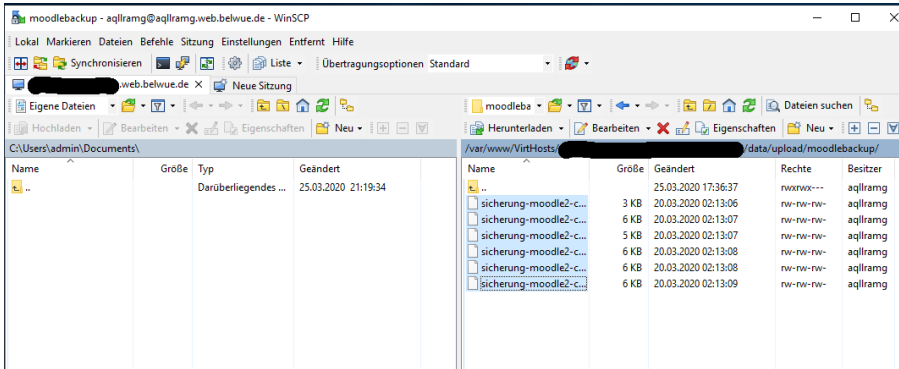 moodlebackup - aqllramg@aqllramg.web.belwue.de - WinSCP
Lokal Markieren Dateien Befehle Sitzung Einstellungen Entfernt Hilfe
Synchronisieren Liste Übertragungsoptionen Standard
.web.belwue.de X Neue Sitzung
Eigene Dateien
Hochladen Bearbeiten Eigenschaften Neu
C:\Users\admin\Documents\
Name Größe Typ Geändert
.. Darüberliegendes ... 25.03.2020 21:19:34
moodleba Dateien suchen
Herunterladen Bearbeiten Eigenschaften Neu
/var/www/VirtHosts/ /data/upload/moodlebackup/
Name Größe Geändert Rechte Besitzer
.. 25.03.2020 17:36:37 rwxrwx--- aqllramg
sicherung-moodle2-c... 3 KB 20.03.2020 02:13:06 rw-rw-rw- aqllramg
sicherung-moodle2-c... 6 KB 20.03.2020 02:13:07 rw-rw-rw- aqllramg
sicherung-moodle2-c... 5 KB 20.03.2020 02:13:07 rw-rw-rw- aqllramg
sicherung-moodle2-c... 6 KB 20.03.2020 02:13:08 rw-rw-rw- aqllramg
sicherung-moodle2-c... 6 KB 20.03.2020 02:13:08 rw-rw-rw- aqllramg
sicherung-moodle2-c... 6 KB 20.03.2020 02:13:09 rw-rw-rw- aqllramg